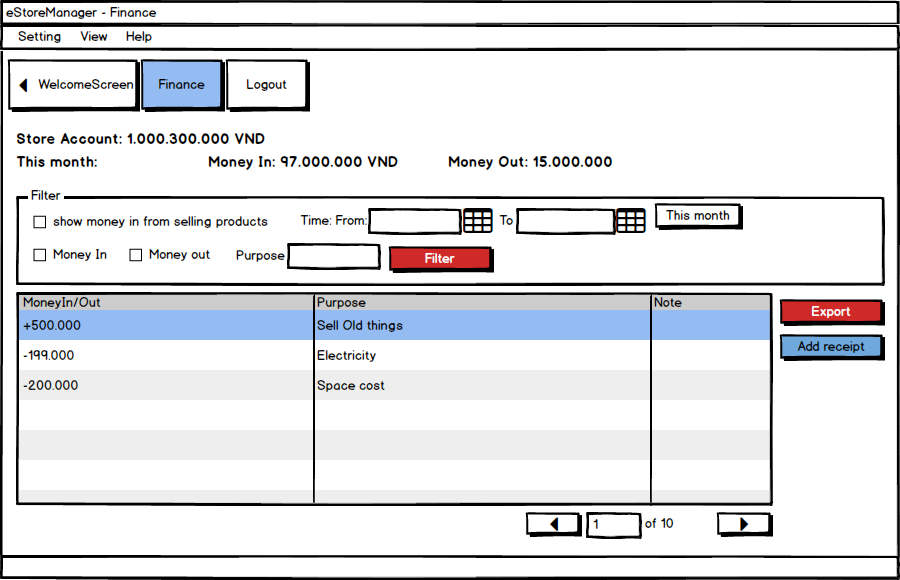 eStoreManager - Finance
Setting View Help
WelcomeScreen Finance Logout
Store Account: 1.000.300.000 VND
This month: Money In: 97.000.000 VND Money Out: 15.000.000
Filter
show money in from selling products Time: From: To This month
Money In Money out Purpose Filter
MoneyIn/Out Purpose Note
Export
+500.000 Sell Old things
Add receipt
-199.000 Electricity
-200.000 Space cost
1 of 10